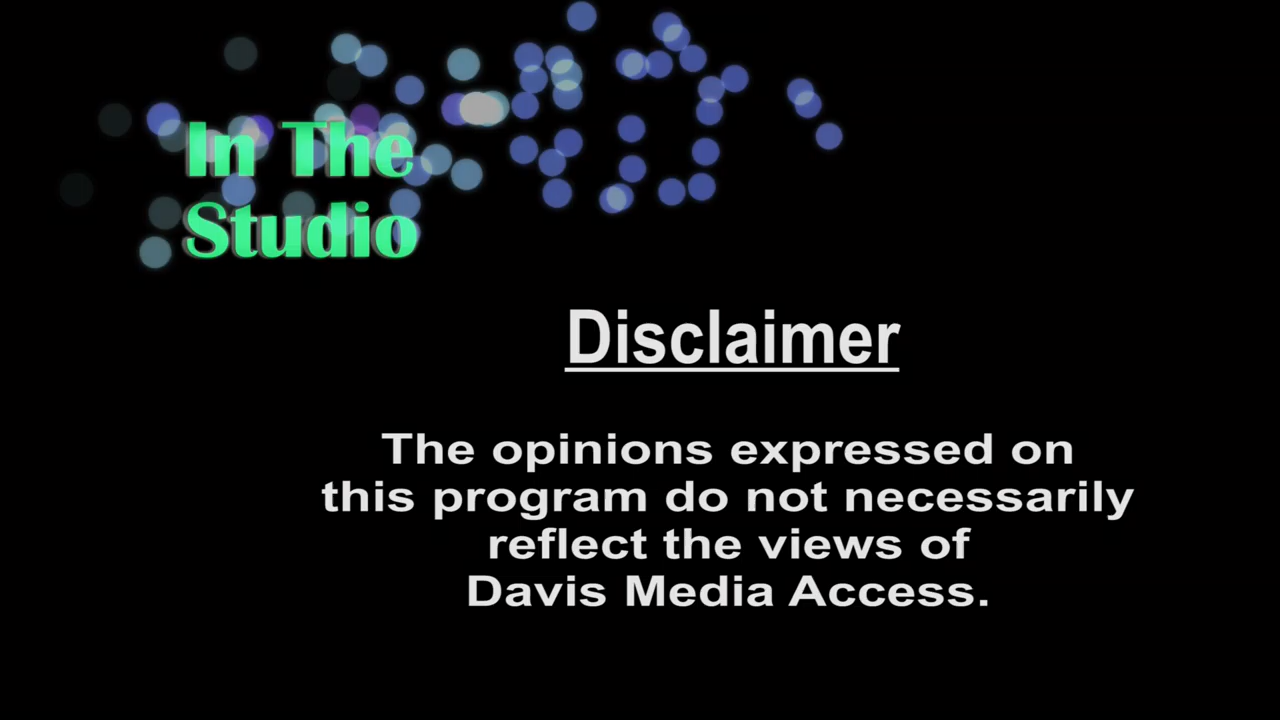 In The
Studio
Disclaimer
The opinions expressed on
this program do not necessarily
reflect the views of
Davis Media Access.